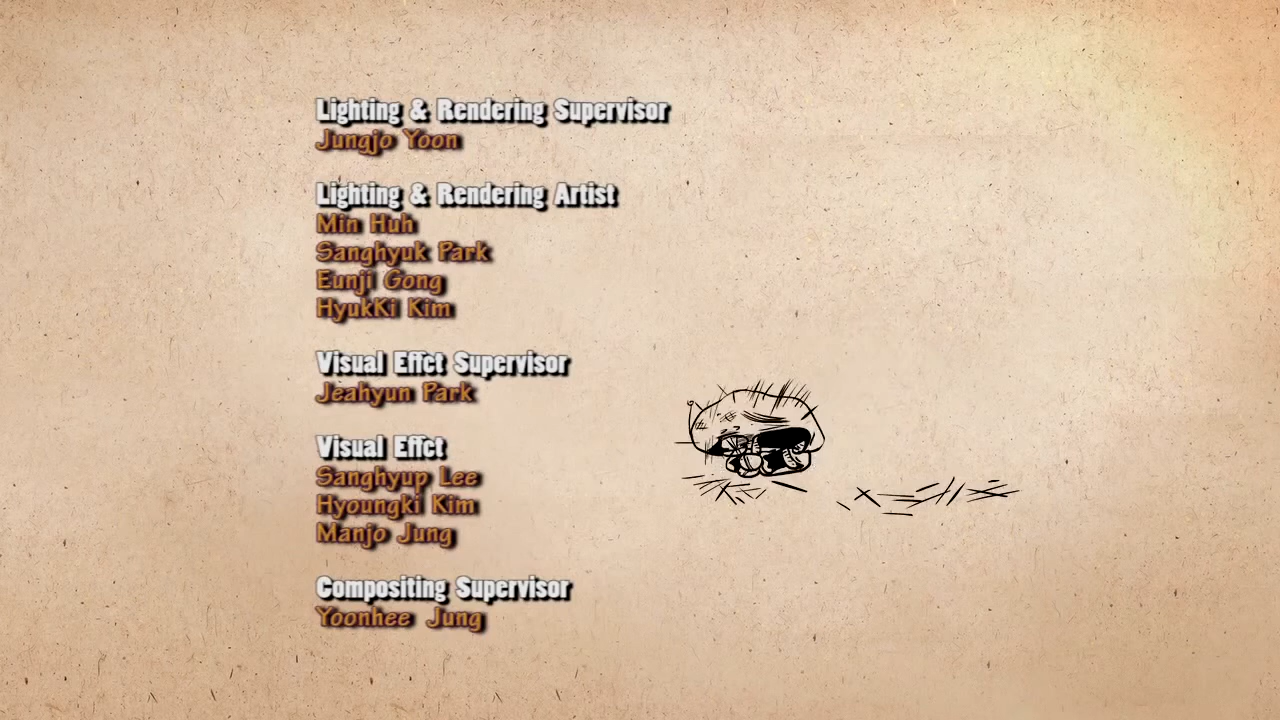 Lighting & Rendering Supervisor
Jungjo Yoon
Lighting & Rendering Artist
Min Huh
Sanghyuk Park
Eunji Gong
HyukKi Kim
Visual Effct Supervisor
Jeahyun Park
Visual Effct
Sanghyup Lee
Hyoungki Kim
Manjo Jung
Compositing Supervisor
Yoonhee Jung